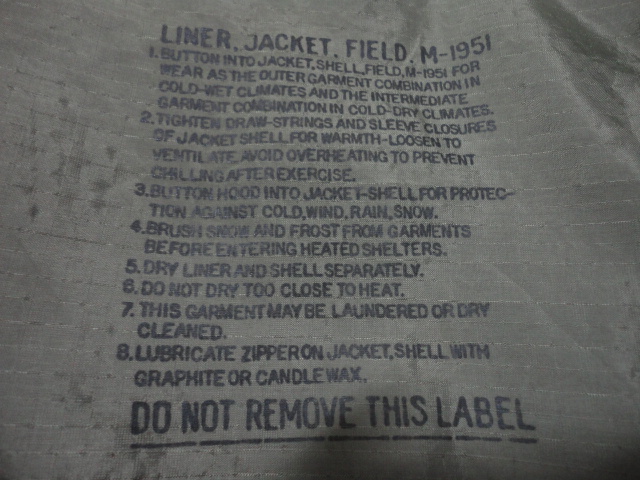 LINER, JACKET, FIELD, M-1951
1. BUTTON INTO JACKET, SHELL, FIELD, M-1951 FOR
WEAR AS THE OUTER GARMENT COMBINATION IN
COLD-WET CLIMATES AND THE INTERMEDIATE
GARMENT COMBINATION IN COLD-DRY CLIMATES.
2. TIGHTEN DRAW-STRINGS AND SLEEVE CLOSURES
OF JACKET SHELL FOR WARMTH-LOOSEN TO
VENTILATE, AVOID OVERHEATING TO PREVENT
CHILLING AFTER EXERCISE.
3. BUTTON HOOD INTO JACKET-SHELL FOR PROTEC-
TION AGAINST COLD, WIND, RAIN, SNOW.
4. BRUSH SNOW AND FROST FROM GARMENTS
BEFORE ENTERING HEATED SHELTERS.
5. DRY LINER AND SHELL SEPARATELY.
6. DO NOT DRY TOO CLOSE TO HEAT.
7. THIS GARMENT MAY BE LAUNDERED OR DRY
CLEANED.
8. LUBRICATE ZIPPER ON JACKET, SHELL WITH
GRAPHITE OR CANDLE WAX.
DO NOT REMOVE THIS LABEL